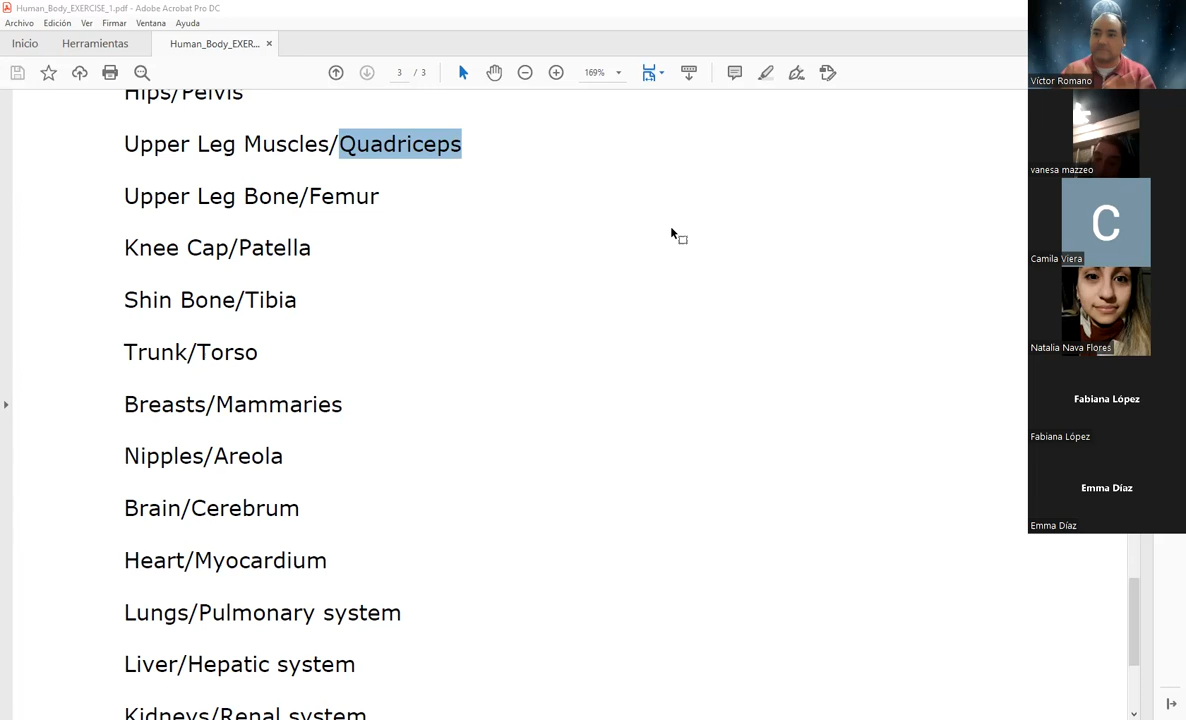 Human_Body_EXERCISE_1.pdf - Adobe Acrobat Pro DC
Archivo Edición Ver Firmar Ventana Ayuda
Inicio Herramientas Human_Body_EXER... ×
3 / 3 169%
Hips/Pelvis
Upper Leg Muscles/Quadriceps
Upper Leg Bone/Femur
Knee Cap/Patella
Shin Bone/Tibia
Trunk/Torso
Breasts/Mammaries
Nipples/Areola
Brain/Cerebrum
Heart/Myocardium
Lungs/Pulmonary system
Liver/Hepatic system
Kidneys/Renal system
Víctor Romano
vanesa mazzeo
C
Camila Viera
Natalia Nava Flores
Fabiana López
Fabiana López
Emma Díaz
Emma Díaz